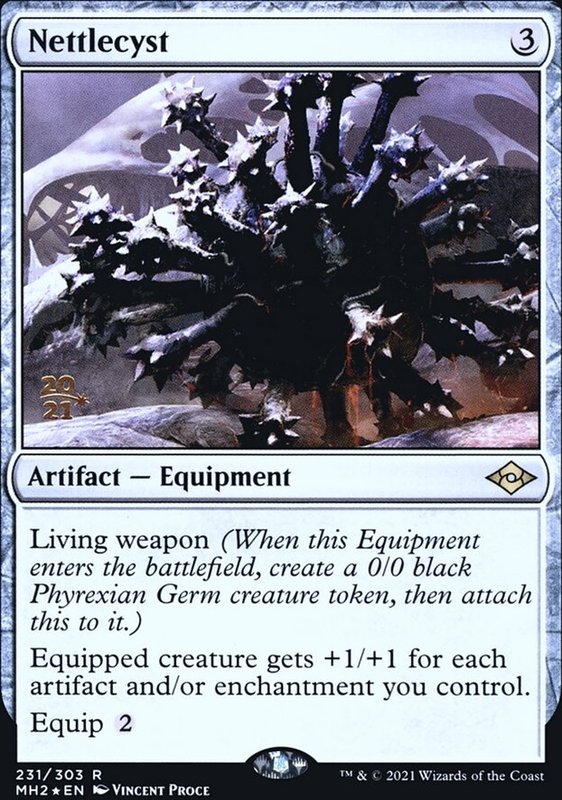 Nettlecyst 3
20
21
Artifact — Equipment
Living weapon (When this Equipment
enters the battlefield, create a 0/0 black
Phyrexian Germ creature token, then attach
this to it.)
Equipped creature gets +1/+1 for each
artifact and/or enchantment you control.
Equip 2
231/303 R
MH2★EN Vincent Proce
™ & © 2021 Wizards of the Coast